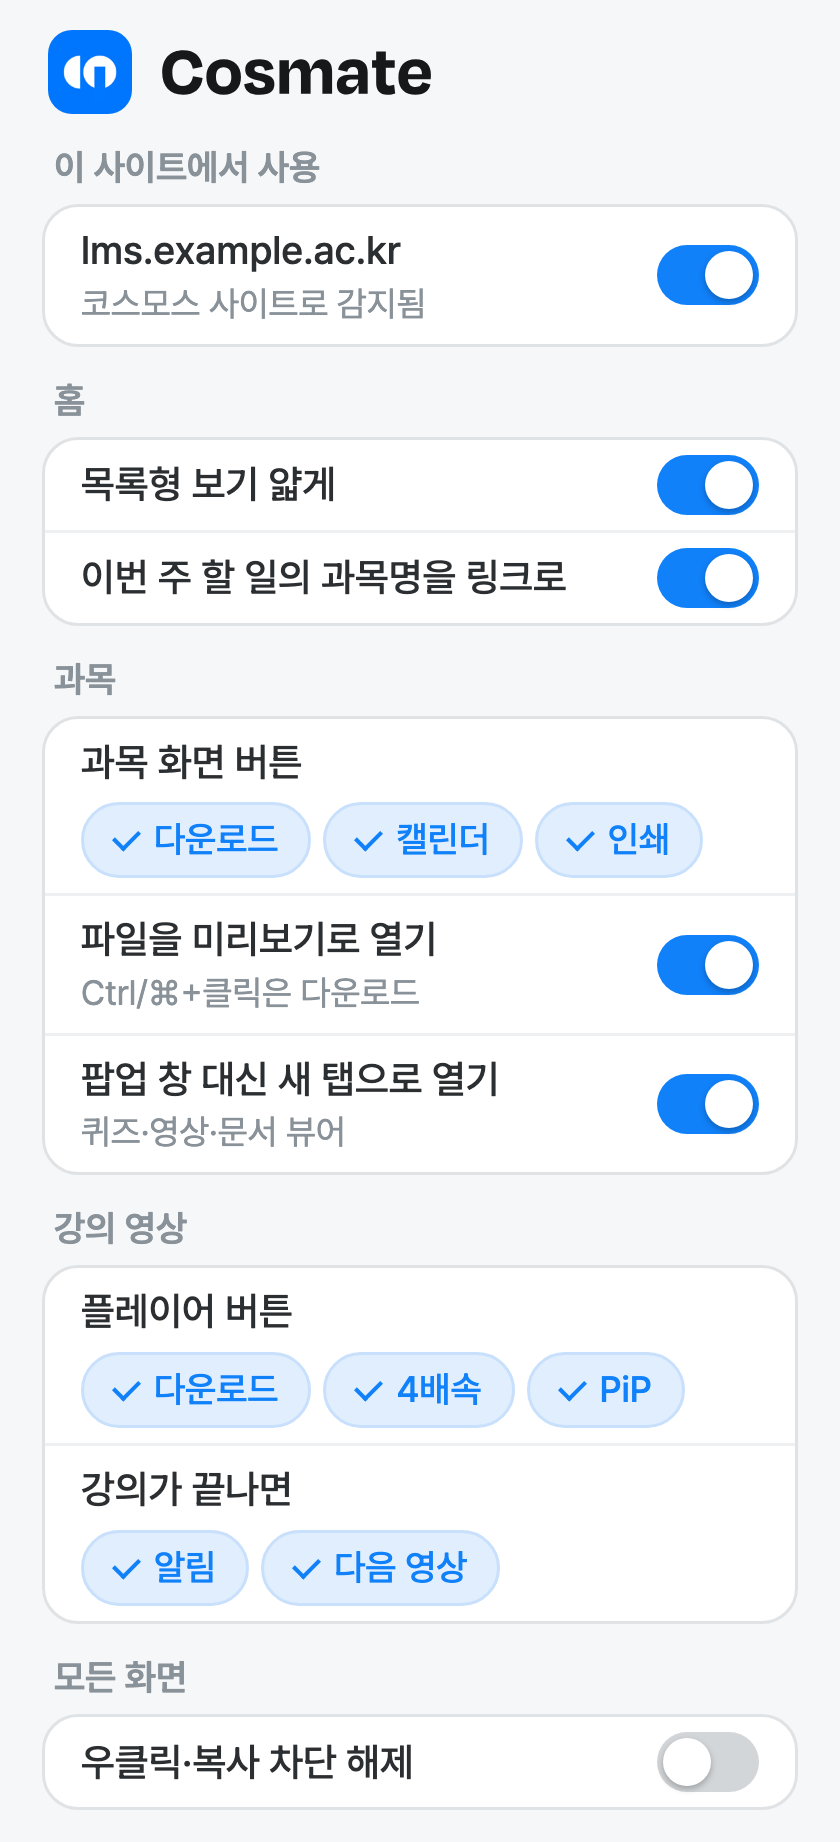 Cosmate
이 사이트에서 사용
lms.example.ac.kr
코스모스 사이트로 감지됨
홈
목록형 보기 얇게
이번 주 할 일의 과목명을 링크로
과목
과목 화면 버튼
다운로드 캘린더 인쇄
파일을 미리보기로 열기
Ctrl/⌘+클릭은 다운로드
팝업 창 대신 새 탭으로 열기
퀴즈·영상·문서 뷰어
강의 영상
플레이어 버튼
다운로드 4배속 PiP
강의가 끝나면
알림 다음 영상
모든 화면
우클릭·복사 차단 해제